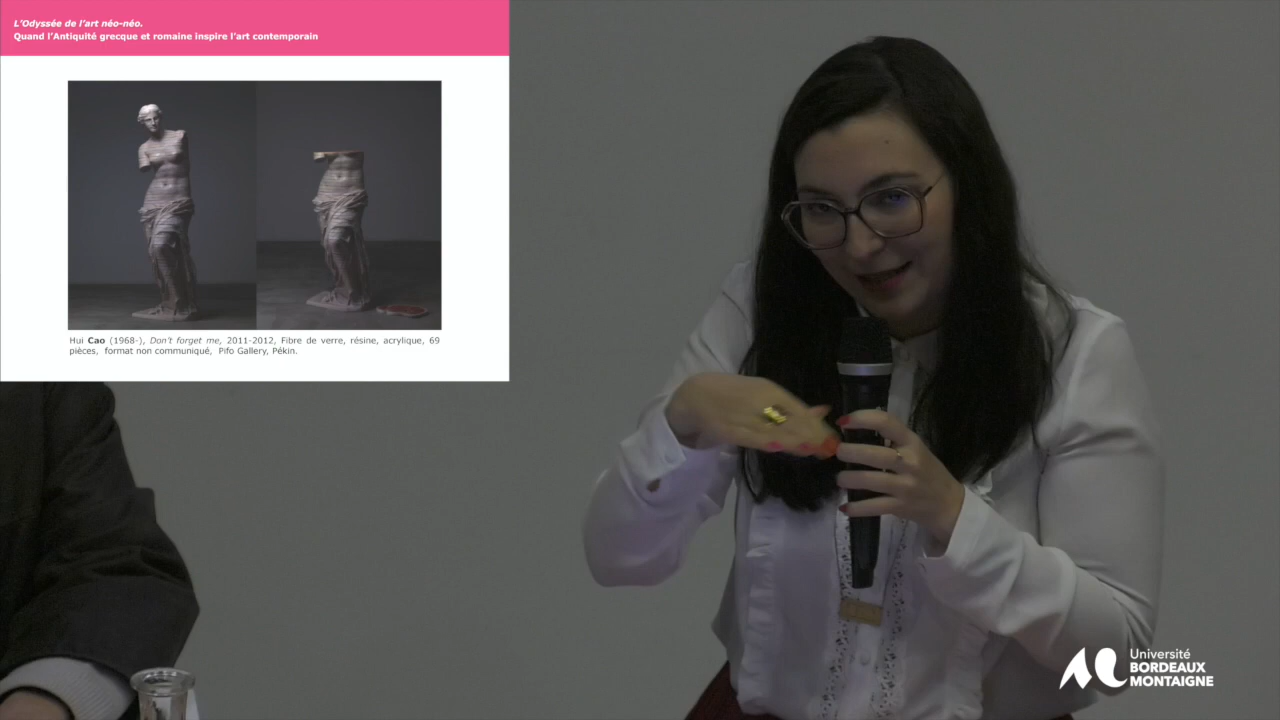 L'Odyssée de l'art néo-néo.
Quand l'Antiquité grecque et romaine inspire l'art contemporain
Hui Cao (1968-), Don't forget me, 2011-2012, Fibre de verre, résine, acrylique, 69
pièces, format non communiqué, Pifo Gallery, Pékin.
Université
BORDEAUX
MONTAIGNE